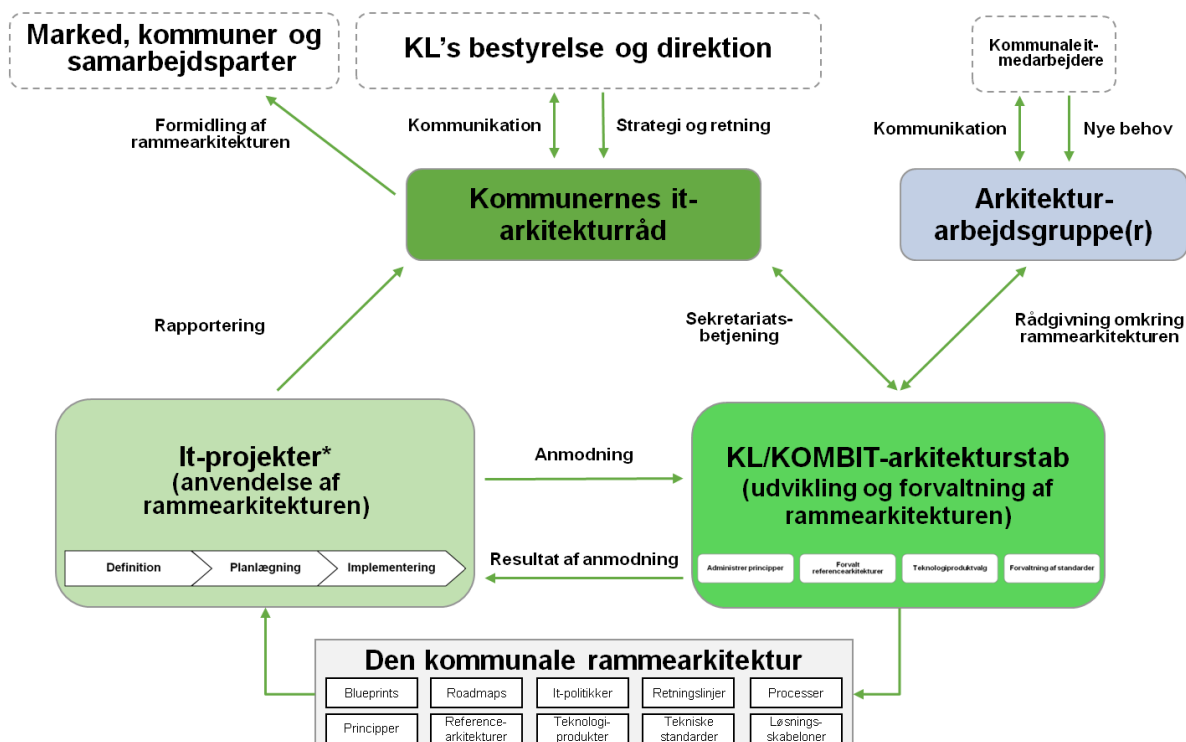 Marked, kommuner og
samarbejdsparter
KL's bestyrelse og direktion
Kommunale it-
medarbejdere
Formidling af
rammearkitekturen
Kommunikation
Strategi og retning
Kommunikation
Nye behov
Kommunernes it-
arkitekturråd
Arkitektur-
arbejdsgruppe(r)
Rapportering
Sekretariats-
betjening
Rådgivning omkring
rammearkitekturen
It-projekter*
(anvendelse af
rammearkitekturen)
Definition
Planlægning
Implementering
Anmodning
Resultat af anmodning
KL/KOMBIT-arkitekturstab
(udvikling og forvaltning af
rammearkitekturen)
Administrer principper
Forvalt
referencearkitekturer
Teknologiproduktvalg
Forvaltning af standarder
Den kommunale rammearkitektur
Blueprints
Roadmaps
It-politikker
Retningslinjer
Processer
Principper
Reference-
arkitekturer
Teknologi-
produkter
Tekniske
standarder
Løsnings-
skabeloner